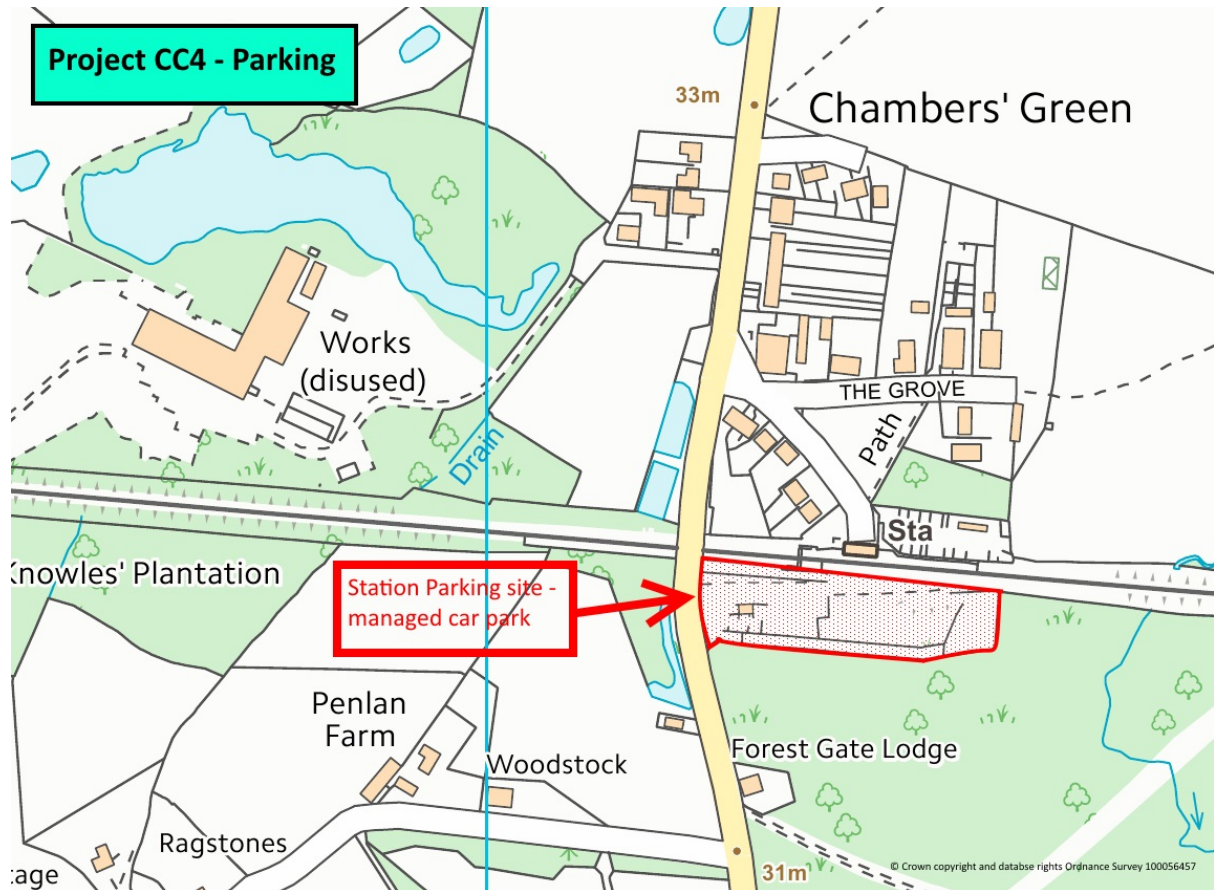 Project CC4 - Parking
33m
Chambers' Green
Works
(disused)
THE GROVE
Path
Drain
Sta
Knowles' Plantation
Station Parking site -
managed car park
Penlan
Farm
Woodstock
Forest Gate Lodge
Ragstones
tage
31m
© Crown copyright and databse rights Ordnance Survey 100056457